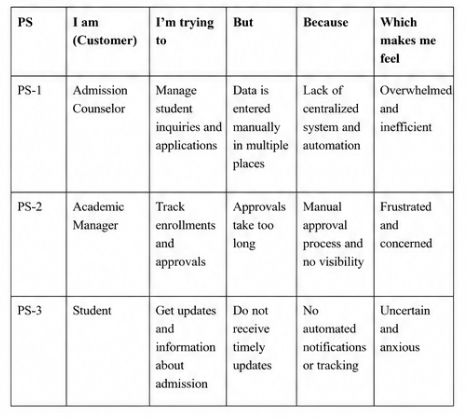 PS I am (Customer) I'm trying to But Because Which makes me feel
PS-1 Admission Counselor Manage student inquiries and applications Data is entered manually in multiple places Lack of centralized system and automation Overwhelmed and inefficient
PS-2 Academic Manager Track enrollments and approvals Approvals take too long Manual approval process and no visibility Frustrated and concerned
PS-3 Student Get updates and information about admission Do not receive timely updates No automated notifications or tracking Uncertain and anxious